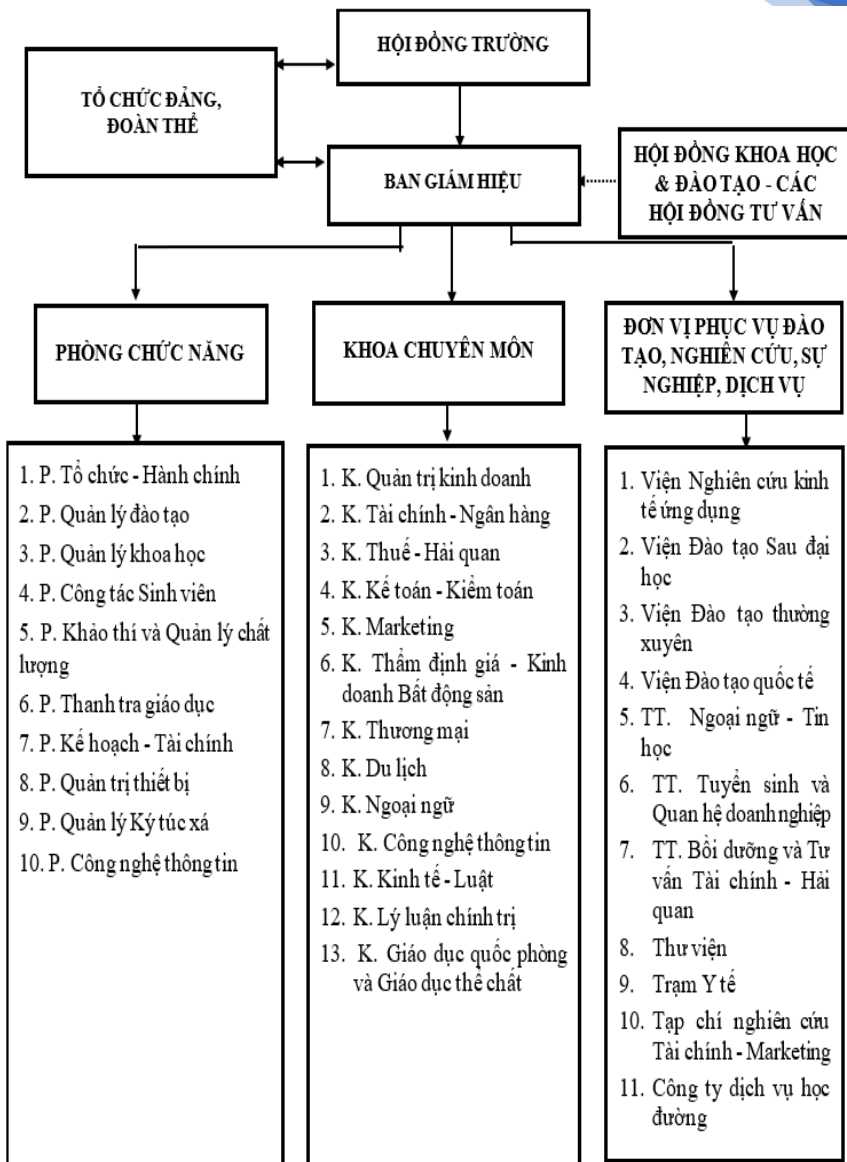 HỘI ĐỒNG TRƯỜNG
TỔ CHỨC ĐẢNG,
ĐOÀN THỂ
BAN GIÁM HIỆU
HỘI ĐỒNG KHOA HỌC
& ĐÀO TẠO - CÁC
HỘI ĐỒNG TƯ VẤN
PHÒNG CHỨC NĂNG
KHOA CHUYÊN MÔN
ĐƠN VỊ PHỤC VỤ ĐÀO
TẠO, NGHIÊN CỨU, SỰ
NGHIỆP, DỊCH VỤ
1. P. Tổ chức - Hành chính
2. P. Quản lý đào tạo
3. P. Quản lý khoa học
4. P. Công tác Sinh viên
5. P. Khảo thí và Quản lý chất
lượng
6. P. Thanh tra giáo dục
7. P. Kế hoạch - Tài chính
8. P. Quản trị thiết bị
9. P. Quản lý Ký túc xá
10. P. Công nghệ thông tin
1. K. Quản trị kinh doanh
2. K. Tài chính - Ngân hàng
3. K. Thuế - Hải quan
4. K. Kế toán - Kiểm toán
5. K. Marketing
6. K. Thẩm định giá - Kinh
doanh Bất động sản
7. K. Thương mại
8. K. Du lịch
9. K. Ngoại ngữ
10. K. Công nghệ thông tin
11. K. Kinh tế - Luật
12. K. Lý luận chính trị
13. K. Giáo dục quốc phòng
và Giáo dục thể chất
1. Viện Nghiên cứu kinh
tế ứng dụng
2. Viện Đào tạo Sau đại
học
3. Viện Đào tạo thường
xuyên
4. Viện Đào tạo quốc tế
5. TT. Ngoại ngữ - Tin
học
6. TT. Tuyển sinh và
Quan hệ doanh nghiệp
7. TT. Bồi dưỡng và Tư
vấn Tài chính - Hải
quan
8. Thư viện
9. Trạm Y tế
10. Tạp chí nghiên cứu
Tài chính - Marketing
11. Công ty dịch vụ học
đường